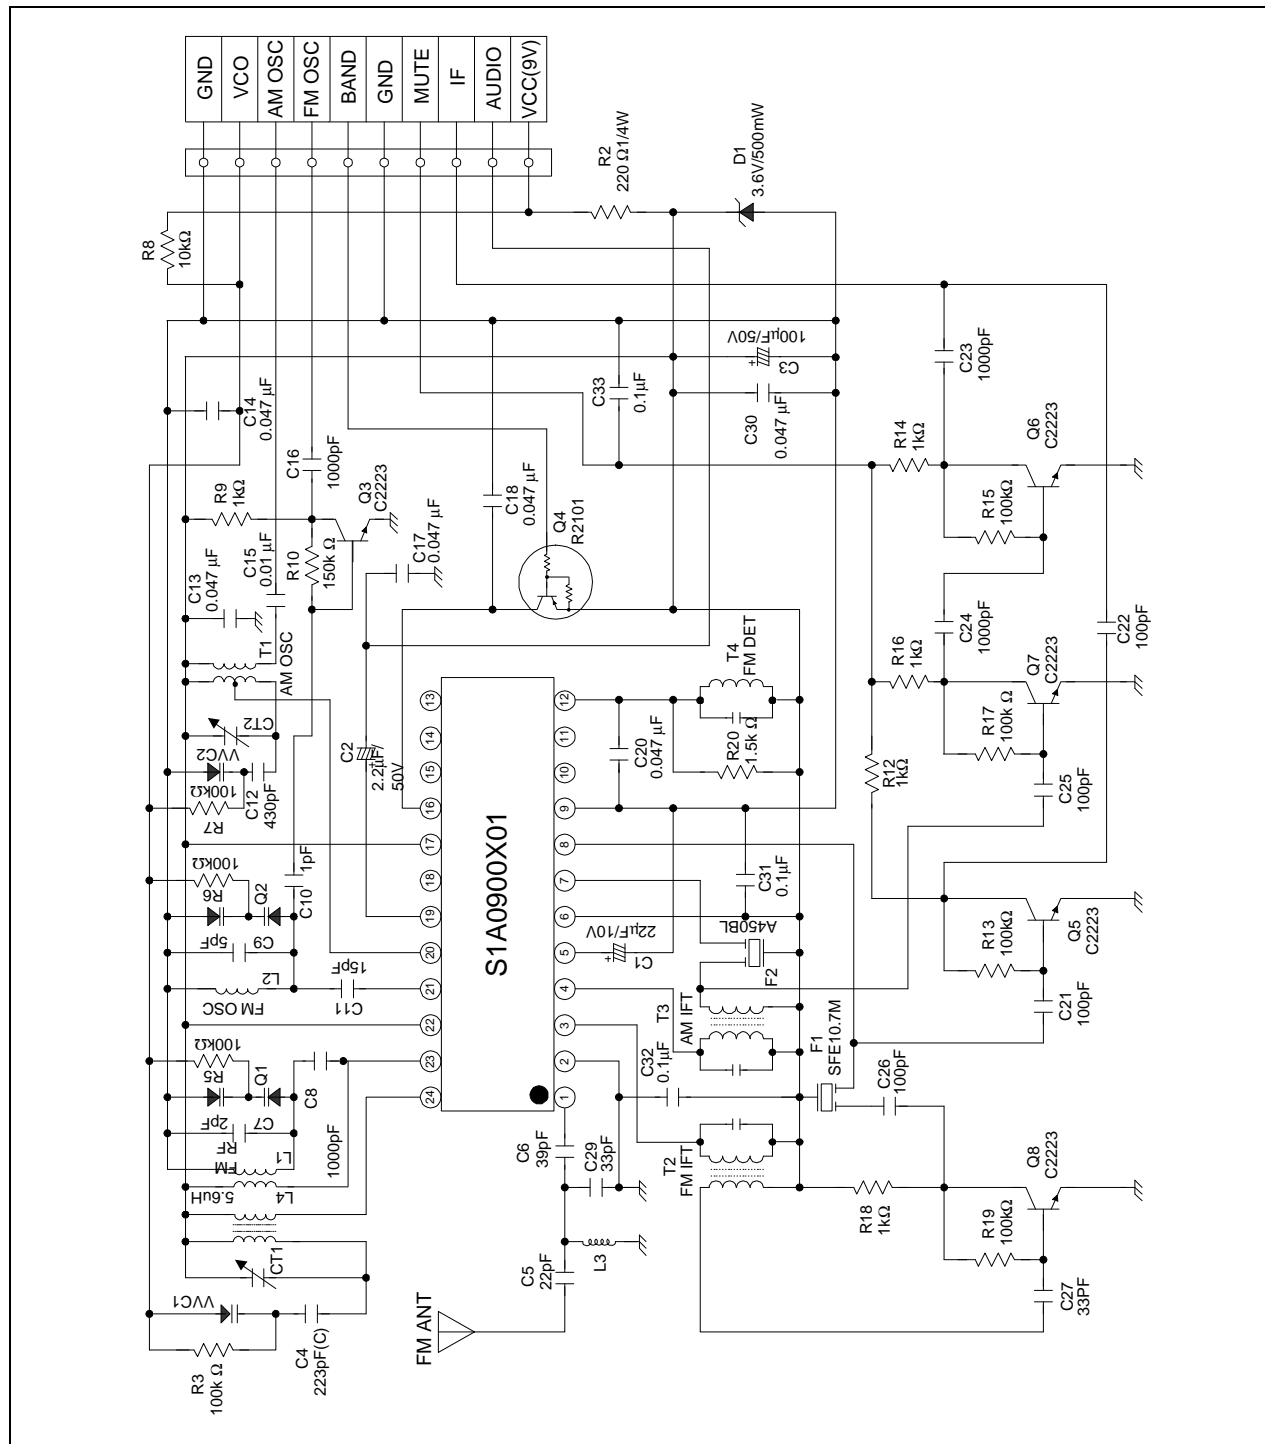 GND
VCO
AM OSC
FM OSC
BAND
GND
MUTE
IF
AUDIO
VCC(9V)
R2
220 Ω1/4W
D1
3.6V/500mW
R8
10kΩ
C14
0.047 µF
C16
1000pF
R9
1kΩ
Q3
C2223
R10
150k Ω
C15
0.01 µF
C13
0.047 µF
T1
AM OSC
CT2
VVC2
C12
430pF
100kΩ
R7
C17
0.047 µF
C18
0.047 µF
Q4
R2101
C33
0.1µF
100µF/50V
+
C3
C30
0.047 µF
C23
1000pF
R14
1kΩ
Q6
C2223
R15
100kΩ
C24
1000pF
R16
1kΩ
Q7
C2223
R17
100k Ω
C22
100pF
R12
1kΩ
C25
100pF
T4
FM DET
C20
0.047 µF
R20
1.5k Ω
C2
+
2.2µF
50V
13
14
15
16
17
18
19
20
21
22
23
24
S1A0900X01
12
11
10
9
8
7
6
5
4
3
2
1
100kΩ
R6
Q2
1pF
C10
5pF
C9
L2
FM OSC
15pF
C11
100kΩ
R5
Q1
C8
1000pF
2pF
C7
RF
FM
L1
5.6uH
L4
CT1
VVC1
R3
100k Ω
C4
223pF(C)
C31
0.1µF
22µF/10V
+
C1
A450BL
F2
T3
AM IFT
C32
0.1µF
F1
SFE10.7M
C26
100pF
C21
100pF
R13
100kΩ
Q5
C2223
C6
39pF
C29
33pF
T2
FM IFT
L3
C5
22pF
FM ANT
R18
1kΩ
R19
100kΩ
Q8
C2223
C27
33PF